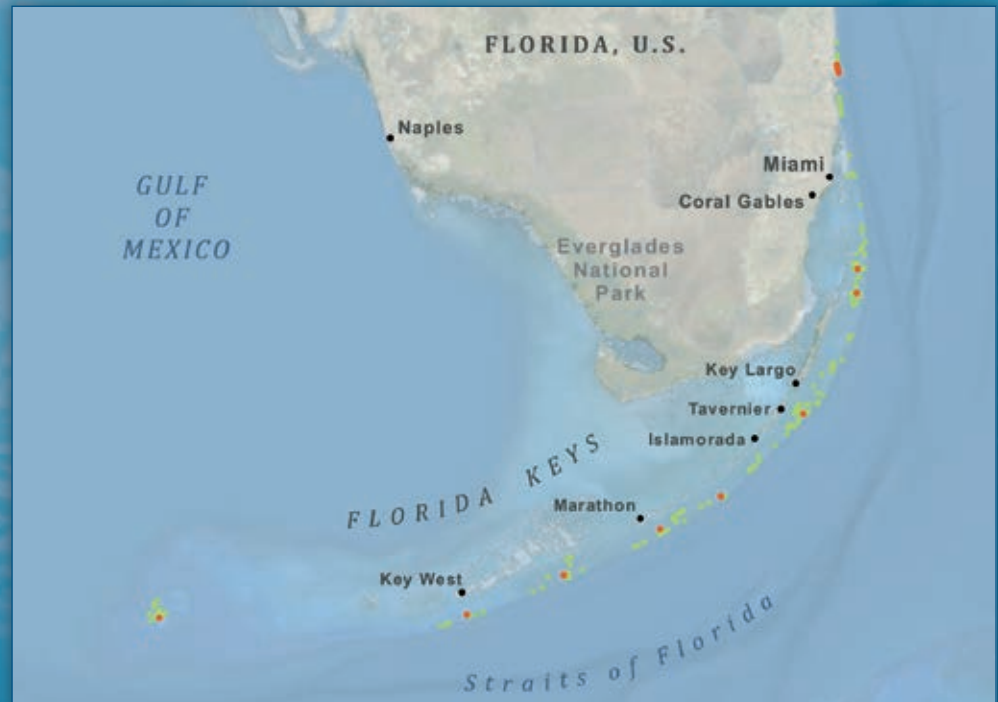 FLORIDA, U.S.
Naples
Miami
GULF
OF
MEXICO
Coral Gables
Everglades
National
Park
Key Largo
Tavernier
Islamorada
FLORIDA KEYS
Marathon
Key West
Straits of Florida